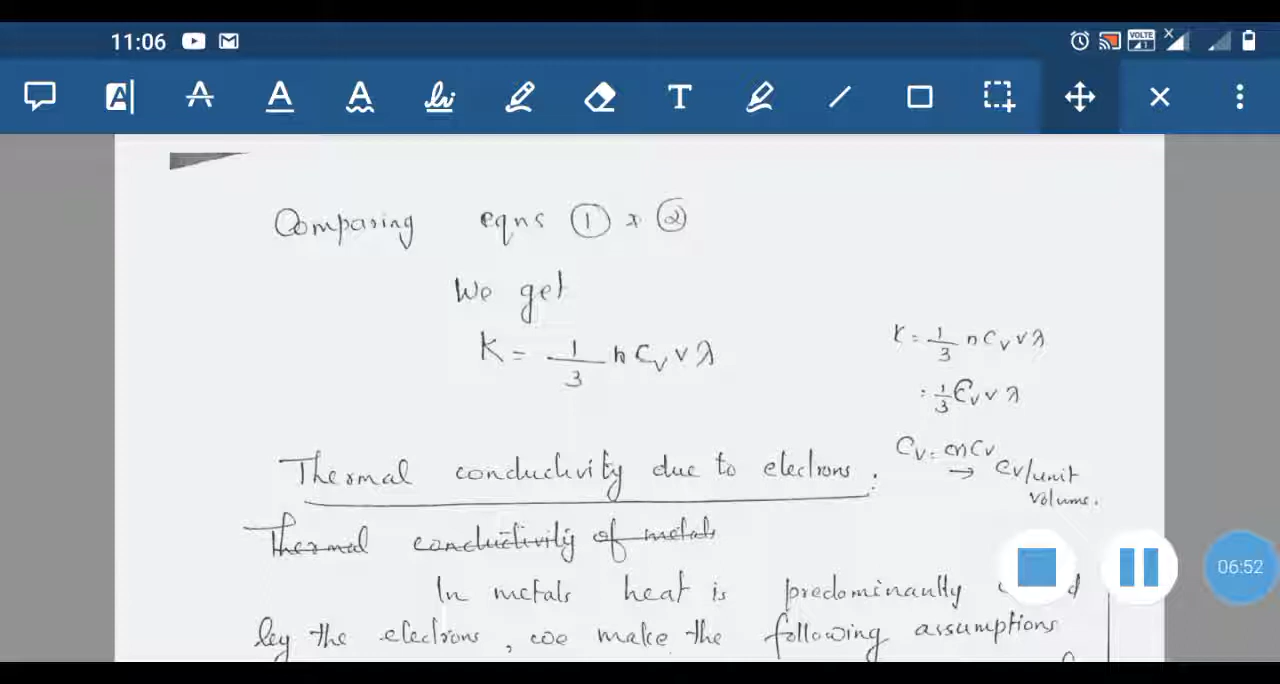 11:06
VOLTE
A
A
A
A
T
Comparing eqns ① & ②
We get
K = 1/3 n Cv v λ
K = 1/3 n Cv v λ
= 1/3 Cv v λ
Cv = nCv
→ Cv/unit
volume.
Thermal conductivity due to electrons :
Thermal conductivity of metals
In metals heat is predominantly
by the electrons, we make the following assumptions
06:52